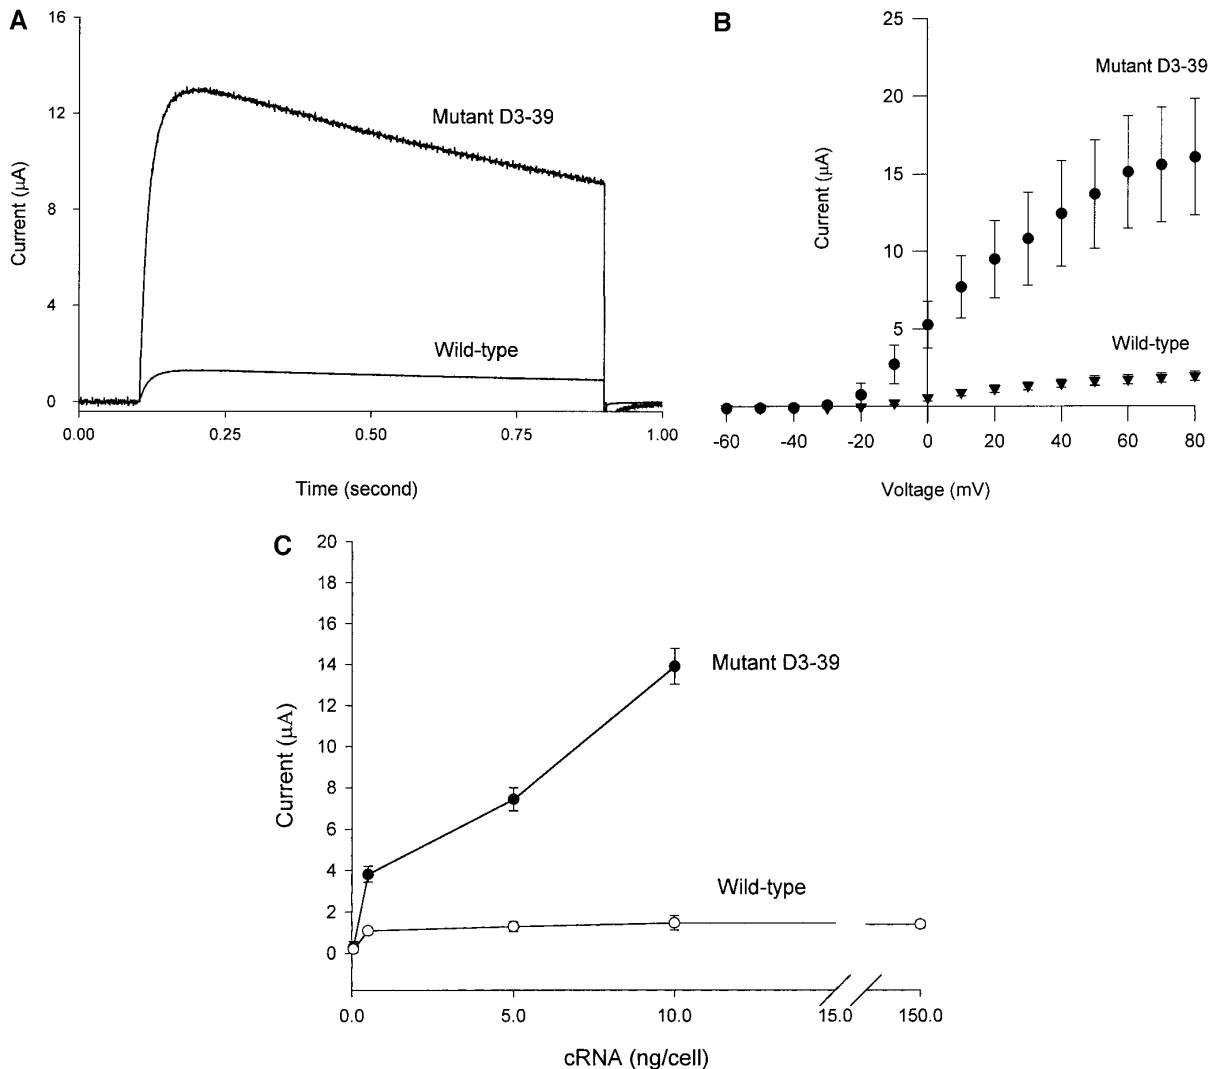 A
16
12
8
4
0
Current (µA)
Mutant D3-39
Wild-type
0.00
0.25
0.50
0.75
1.00
Time (second)
B
25
20
15
10
5
Current (µA)
Mutant D3-39
Wild-type
-60
-40
-20
0
20
40
60
80
Voltage (mV)
C
20
18
16
14
12
10
8
6
4
2
0
Current (µA)
Mutant D3-39
Wild-type
0.0
5.0
10.0
15.0
150.0
cRNA (ng/cell)